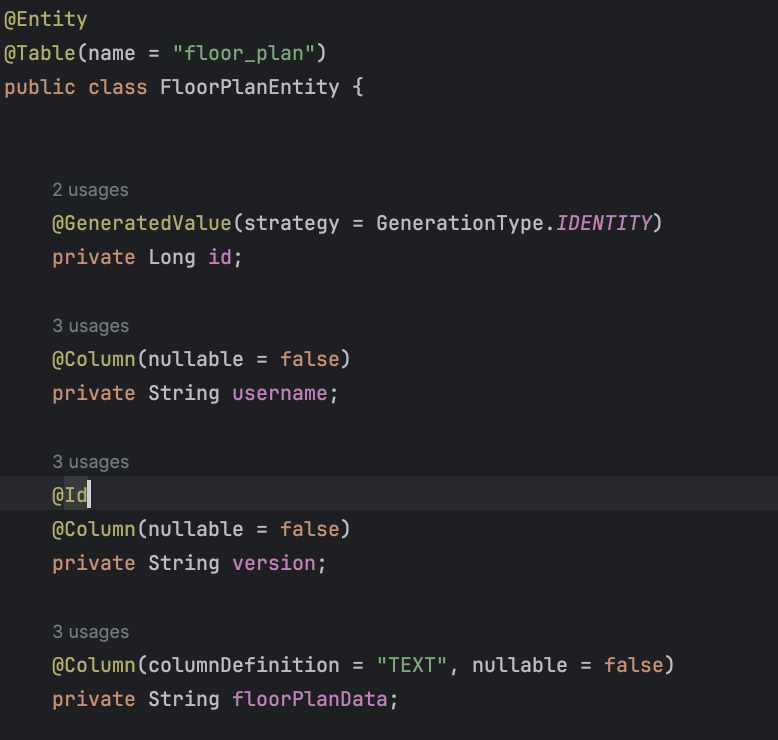 @Entity
@Table(name = "floor_plan")
public class FloorPlanEntity {
2 usages
@GeneratedValue(strategy = GenerationType.IDENTITY)
private Long id;
3 usages
@Column(nullable = false)
private String username;
3 usages
@Id
@Column(nullable = false)
private String version;
3 usages
@Column(columnDefinition = "TEXT", nullable = false)
private String floorPlanData;